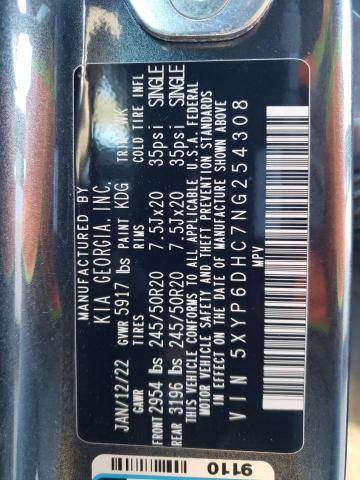 MANUFACTURED BY
KIA GEORGIA, INC.
JAN/12/22 GVWR 5917 lbs PAINT KDG TRIM
GAWR TIRES RIMS COLD TIRE INFL
FRONT 2954 lbs 245/50R20 7.5Jx20 35psi SINGLE
REAR 3196 lbs 245/50R20 7.5Jx20 35psi SINGLE
THIS VEHICLE CONFORMS TO ALL APPLICABLE U.S.A. FEDERAL
MOTOR VEHICLE SAFETY AND THEFT PREVENTION STANDARDS
IN EFFECT ON THE DATE OF MANUFACTURE SHOWN ABOVE
VIN 5XYP6DHC7NG254308
MPV
9110